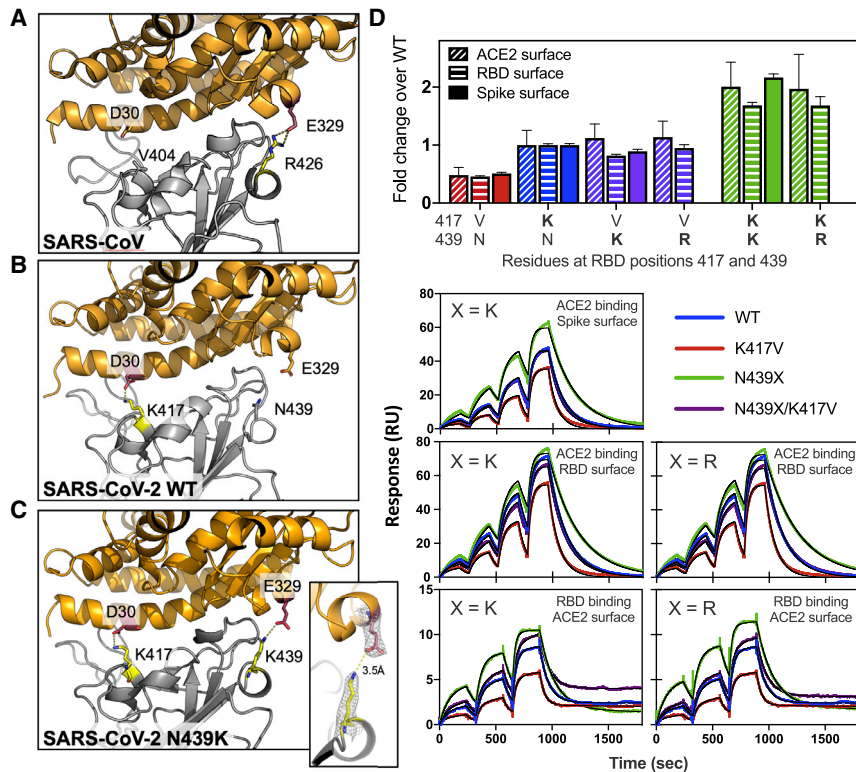 A
D30
E329
V404
R426
SARS-CoV
B
D30
E329
K417
N439
SARS-CoV-2 WT
C
D30
E329
K417
K439
3.5Å
SARS-CoV-2 N439K
D
Fold change over WT
2
1
0
ACE2 surface
RBD surface
Spike surface
417 V K V V K K
439 N N K R K R
Residues at RBD positions 417 and 439
Response (RU)
80
60
40
20
0
X = K
ACE2 binding
Spike surface
WT
K417V
N439X
N439X/K417V
80
60
40
20
0
X = K
ACE2 binding
RBD surface
X = R
ACE2 binding
RBD surface
15
10
5
0
X = K
RBD binding
ACE2 surface
X = R
RBD binding
ACE2 surface
0 500 1000 1500
0 500 1000 1500
Time (sec)